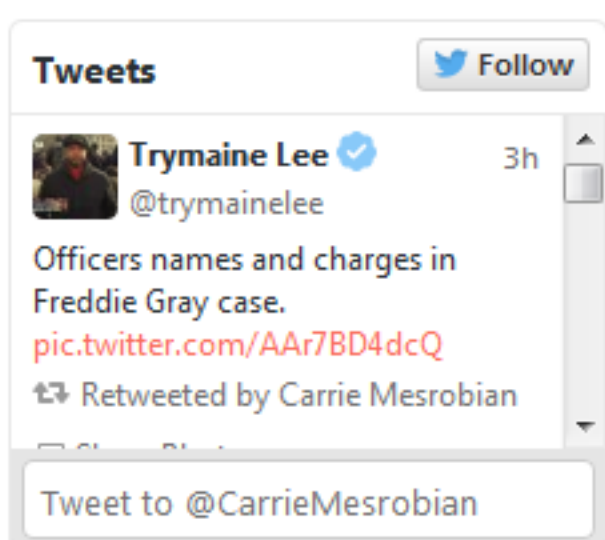 Tweets
Follow
Trymaine Lee
3h
@trymainelee
Officers names and charges in
Freddie Gray case.
pic.twitter.com/AAr7BD4dcQ
Retweeted by Carrie Mesrobian
Tweet to @CarrieMesrobian